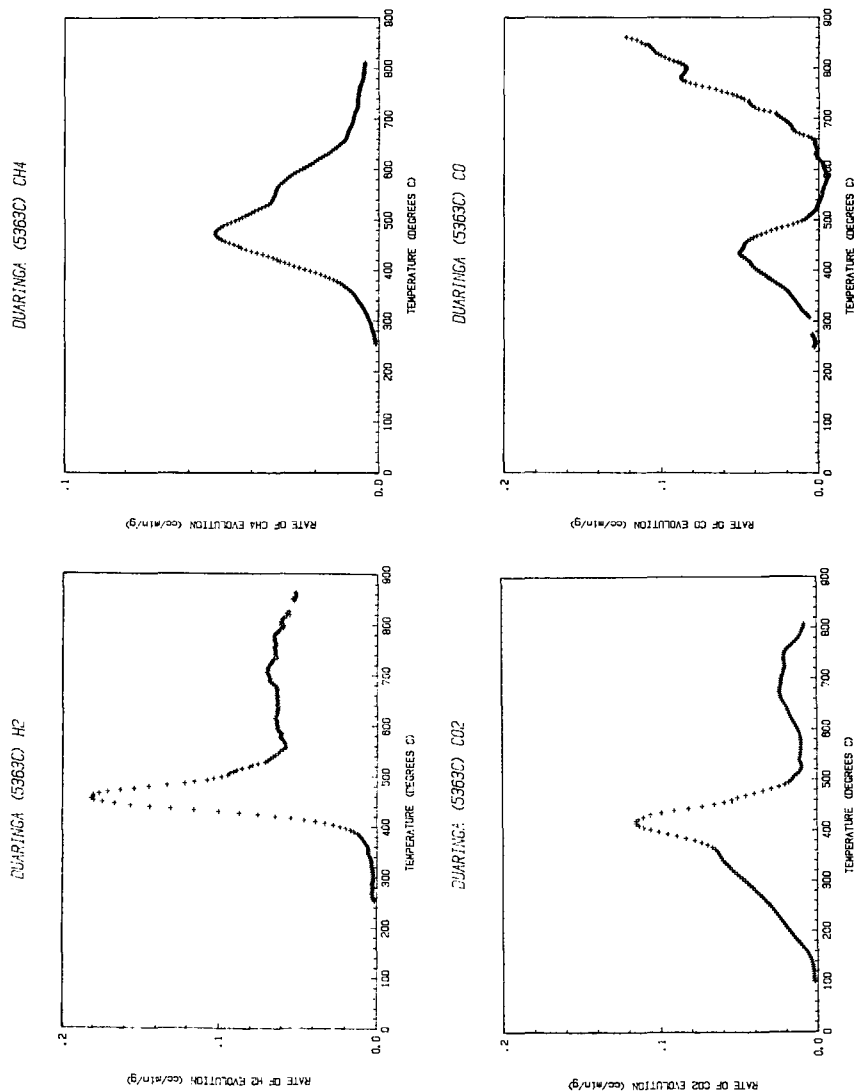 DUARINGA (5363C) H2
RATE OF H2 EVOLUTION (cc/min/g)
.2
.1
0.0
0 100 200 300 400 500 600 700 800 900
TEMPERATURE (DEGREES C)
DUARINGA (5363C) CH4
RATE OF CH4 EVOLUTION (cc/min/g)
.1
0.0
0 100 200 300 400 500 600 700 800 900
TEMPERATURE (DEGREES C)
DUARINGA (5363C) CO2
RATE OF CO2 EVOLUTION (cc/min/g)
.2
.1
0.0
0 100 200 300 400 500 600 700 800 900
TEMPERATURE (DEGREES C)
DUARINGA (5363C) CO
RATE OF CO EVOLUTION (cc/min/g)
.2
.1
0.0
0 100 200 300 400 500 600 700 800 900
TEMPERATURE (DEGREES C)